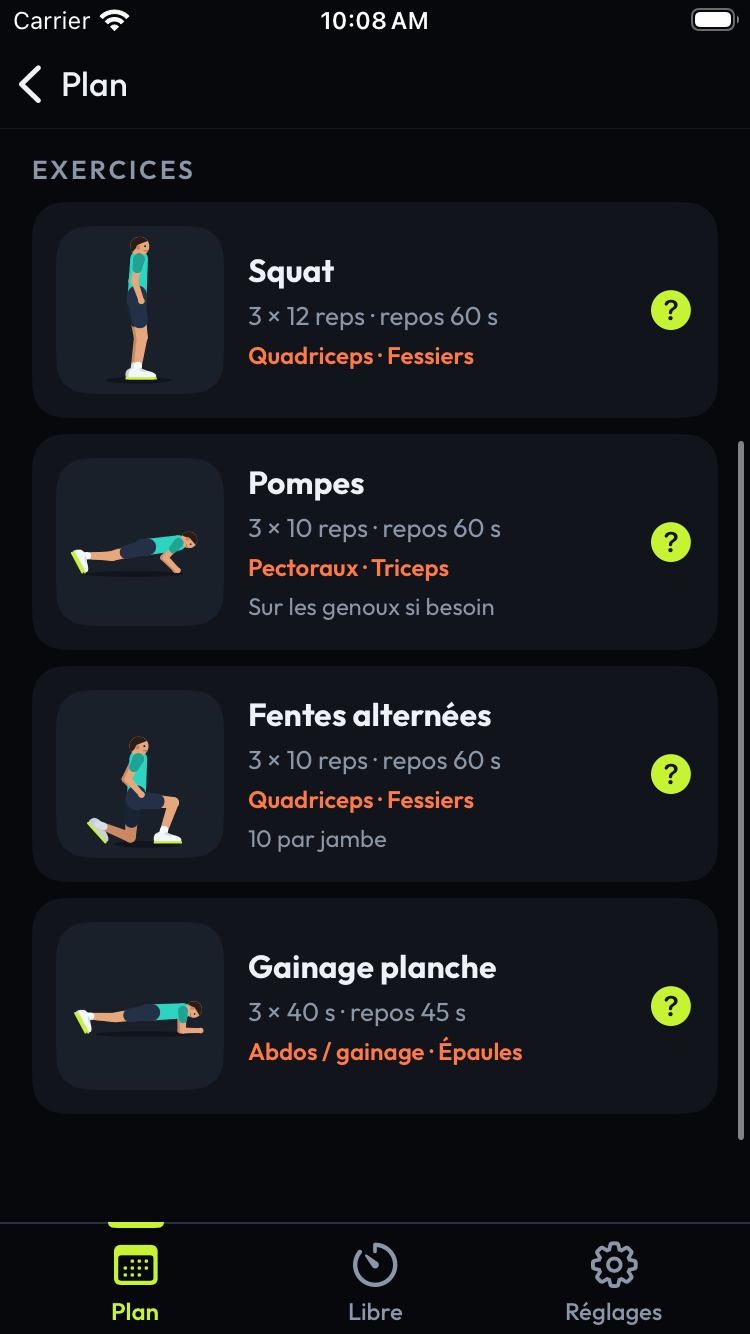 Carrier 10:08 AM
Plan
EXERCICES
Squat
3 × 12 reps · repos 60 s
Quadriceps · Fessiers
?
Pompes
3 × 10 reps · repos 60 s
Pectoraux · Triceps
Sur les genoux si besoin
?
Fentes alternées
3 × 10 reps · repos 60 s
Quadriceps · Fessiers
10 par jambe
?
Gainage planche
3 × 40 s · repos 45 s
Abdos / gainage · Épaules
?
Plan Libre Réglages